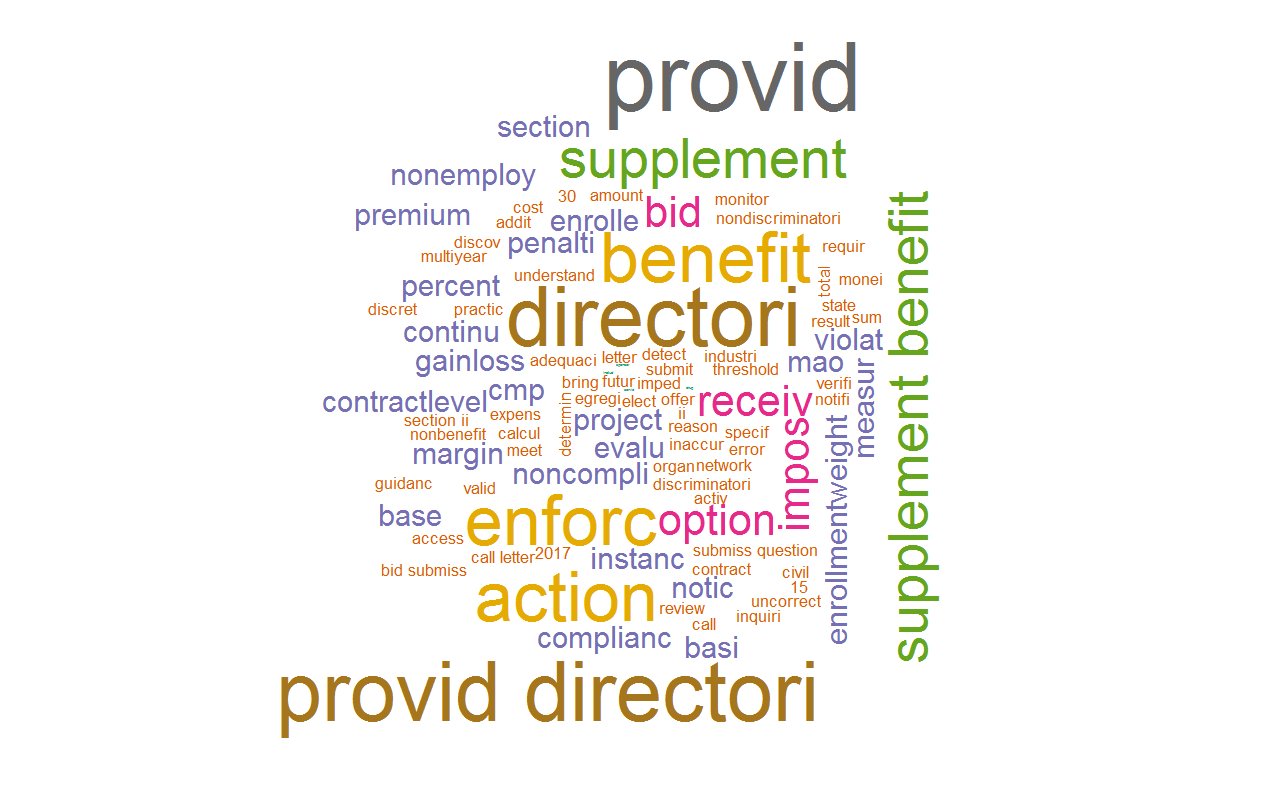 provid
section
supplement
nonemploy
30
amount
monitor
cost
premium
addit
enrolle
bid
nondiscriminatori
discov
penalti
benefit
requir
multiyear
understand
total
monei
percent
discret
practic
directori
state
result
sum
continu
violat
supplement benefit
gainloss
adequaci
letter
detect
industri
mao
submit
threshold
measur
cmp
bring
futur
imped
verifi
contractlevel
egregi
elect
offer
receiv
notifi
section ii
expens
determin
project
ii
reason
impos
nonbenefit
calcul
specif
margin
meet
evalu
inaccur
error
enrollmentweight
noncompli
organ
network
guidanc
valid
discriminatori
activ
base
enforc
option
access
call letter
2017
instanc
submiss
question
bid submiss
contract
civil
action
notic
15
uncorrect
review
inquiri
call
complianc
basi
provid directori